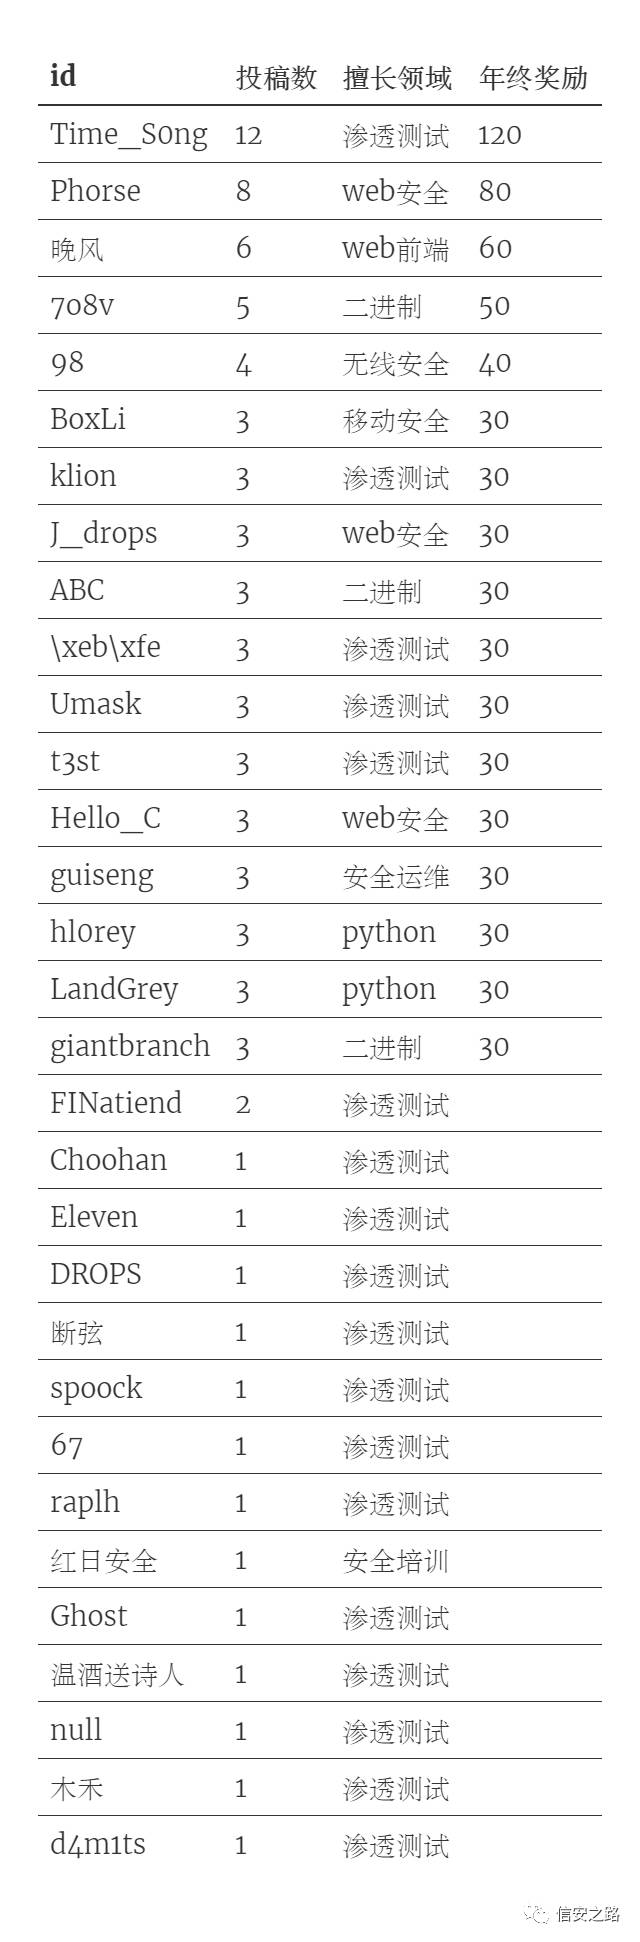 id 投稿数 擅长领域 年终奖励
Time_S0ng 12 渗透测试 120
Phorse 8 web安全 80
晚风 6 web前端 60
7o8v 5 二进制 50
98 4 无线安全 40
BoxLi 3 移动安全 30
klion 3 渗透测试 30
J_drops 3 web安全 30
ABC 3 二进制 30
\xeb\xfe 3 渗透测试 30
Umask 3 渗透测试 30
t3st 3 渗透测试 30
Hello_C 3 web安全 30
guiseng 3 安全运维 30
hl0rey 3 python 30
LandGrey 3 python 30
giantbranch 3 二进制 30
FINatiend 2 渗透测试
Choohan 1 渗透测试
Eleven 1 渗透测试
DROPS 1 渗透测试
断弦 1 渗透测试
spoock 1 渗透测试
67 1 渗透测试
raplh 1 渗透测试
红日安全 1 安全培训
Ghost 1 渗透测试
温酒送诗人 1 渗透测试
null 1 渗透测试
木禾 1 渗透测试
d4m1ts 1 渗透测试
信安之路